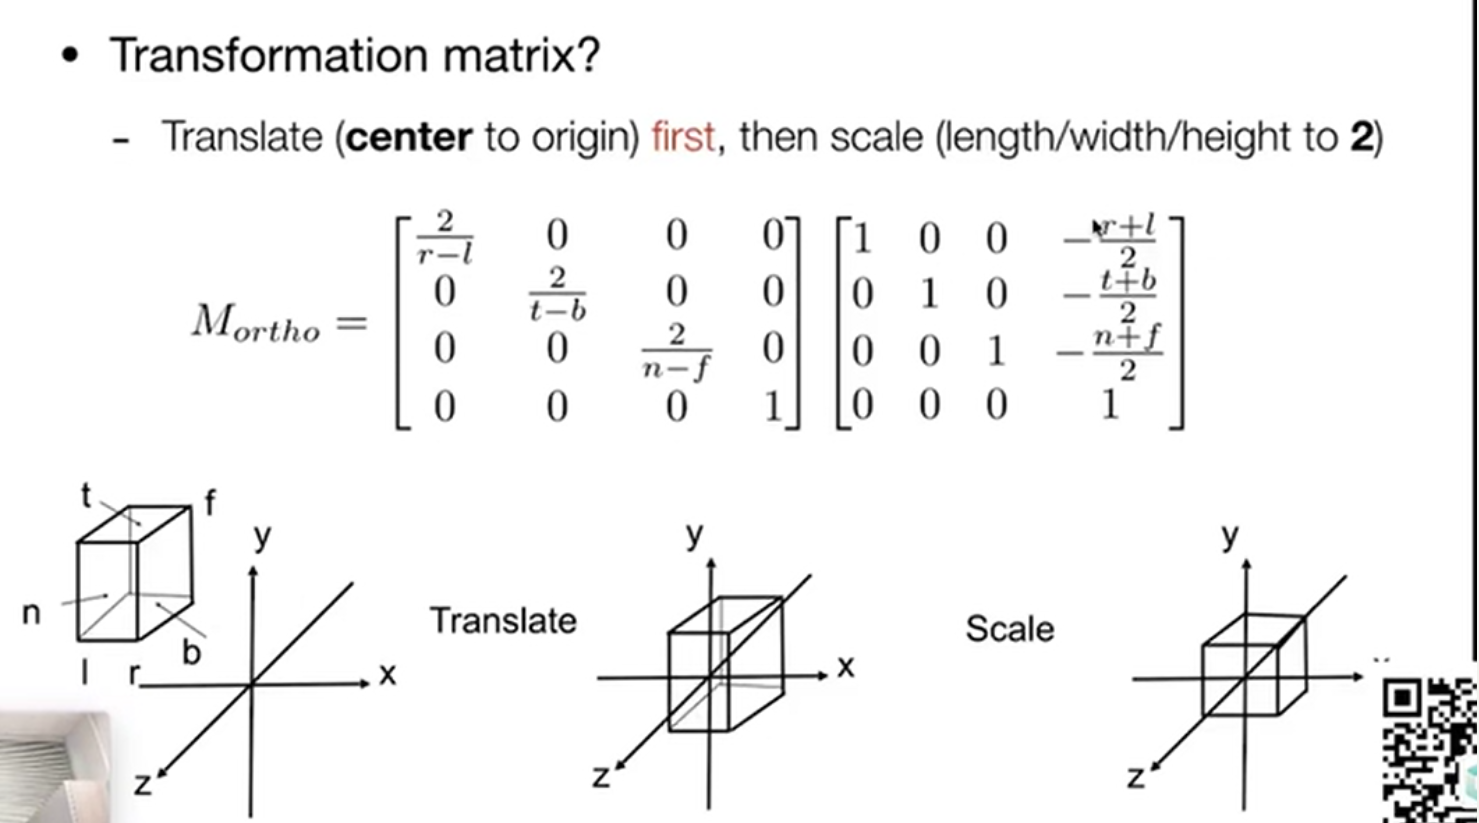 • Transformation matrix?
- Translate (center to origin) first, then scale (length/width/height to 2)
M_ortho = [2/(r−l) 0 0 0; 0 2/(t−b) 0 0; 0 0 2/(n−f) 0; 0 0 0 1] [1 0 0 −(r+l)/2; 0 1 0 −(t+b)/2; 0 0 1 −(n+f)/2; 0 0 0 1]
t f
n
l r b
y
x
z
Translate
y
x
z
Scale
y
z